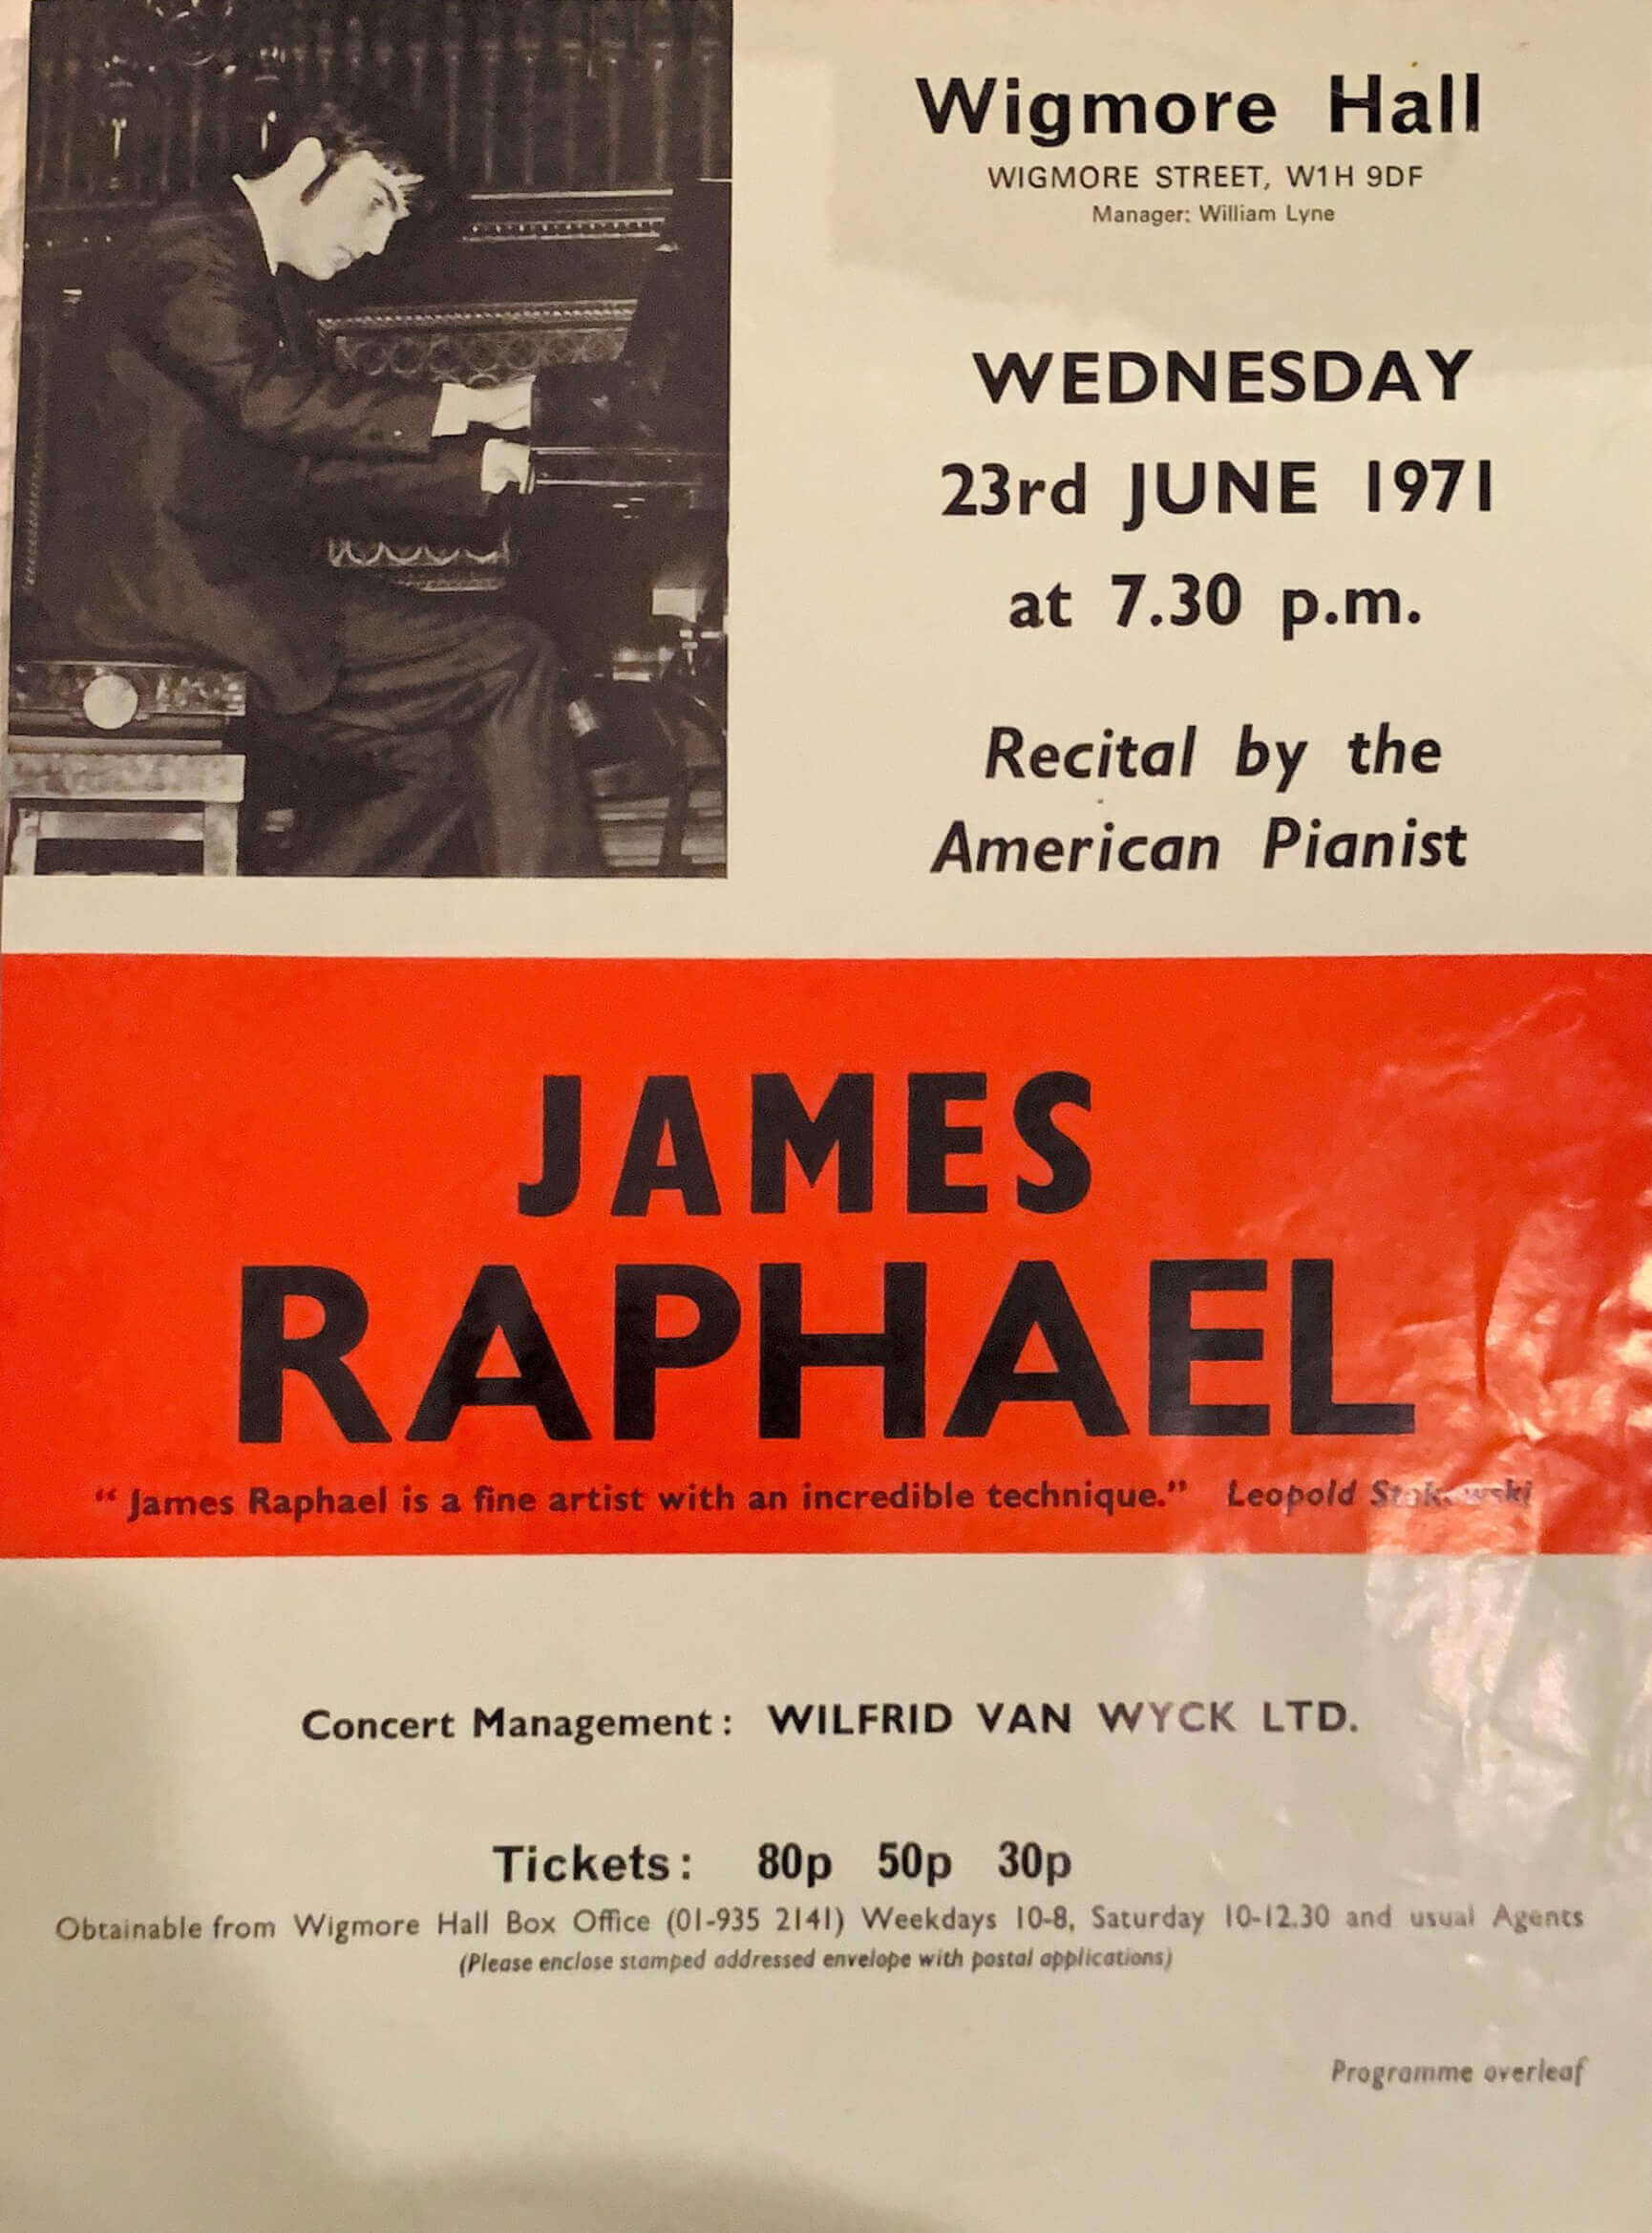 Wigmore Hall
WIGMORE STREET, W1H 9DF
Manager: William Lyne
WEDNESDAY
23rd JUNE 1971
at 7.30 p.m.
Recital by the
American Pianist
JAMES
RAPHAEL
“ James Raphael is a fine artist with an incredible technique.” Leopold Stokowski
Concert Management : WILFRID VAN WYCK LTD.
Tickets : 80p 50p 30p
Obtainable from Wigmore Hall Box Office (01-935 2141) Weekdays 10-8, Saturday 10-12.30 and usual Agents
(Please enclose stamped addressed envelope with postal applications)
Programme overleaf